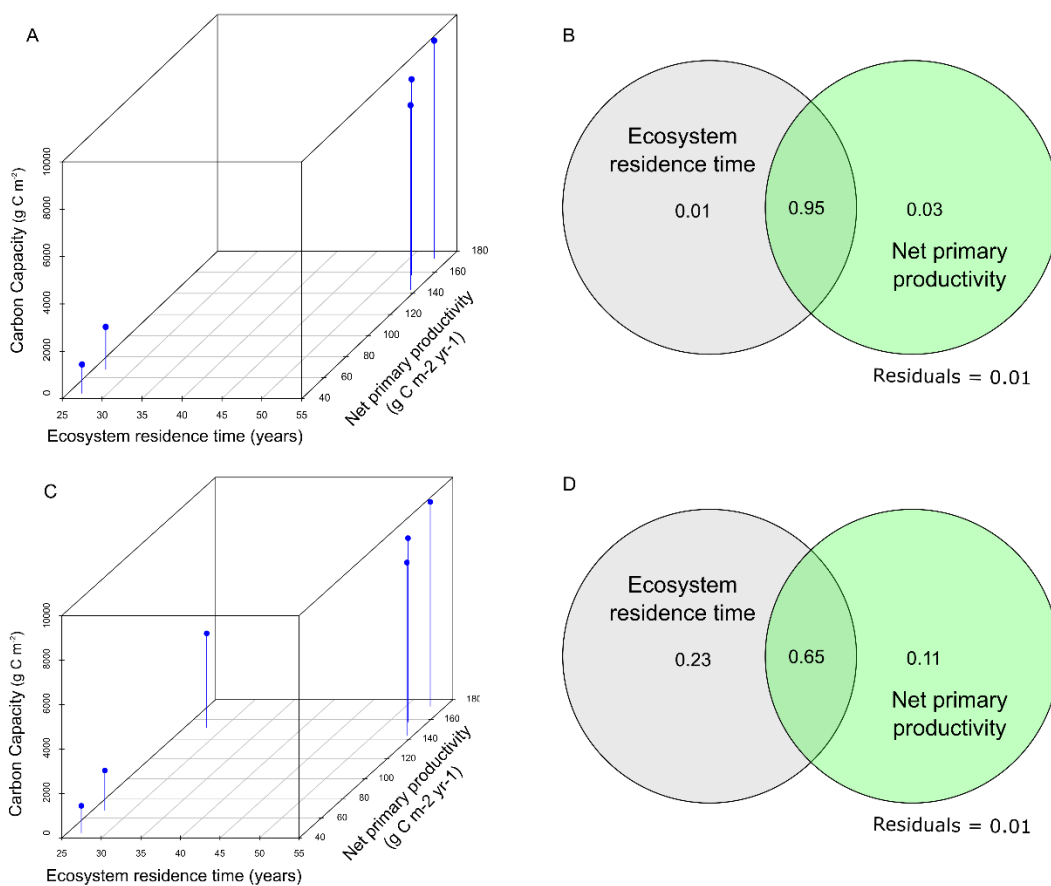 A
Carbon Capacity (g C m⁻²)
10000
8000
6000
4000
2000
0
25 30 35 40 45 50 55
Ecosystem residence time (years)
40
60
80
100
120
140
160
180
Net primary productivity
(g C m-2 yr-1)
B
Ecosystem
residence time
0.01
0.95
0.03
Net primary
productivity
Residuals = 0.01
C
Carbon Capacity (g C m⁻²)
10000
8000
6000
4000
2000
0
25 30 35 40 45 50 55
Ecosystem residence time (years)
40
60
80
100
120
140
160
180
Net primary productivity
(g C m-2 yr-1)
D
Ecosystem
residence time
0.23
0.65
0.11
Net primary
productivity
Residuals = 0.01